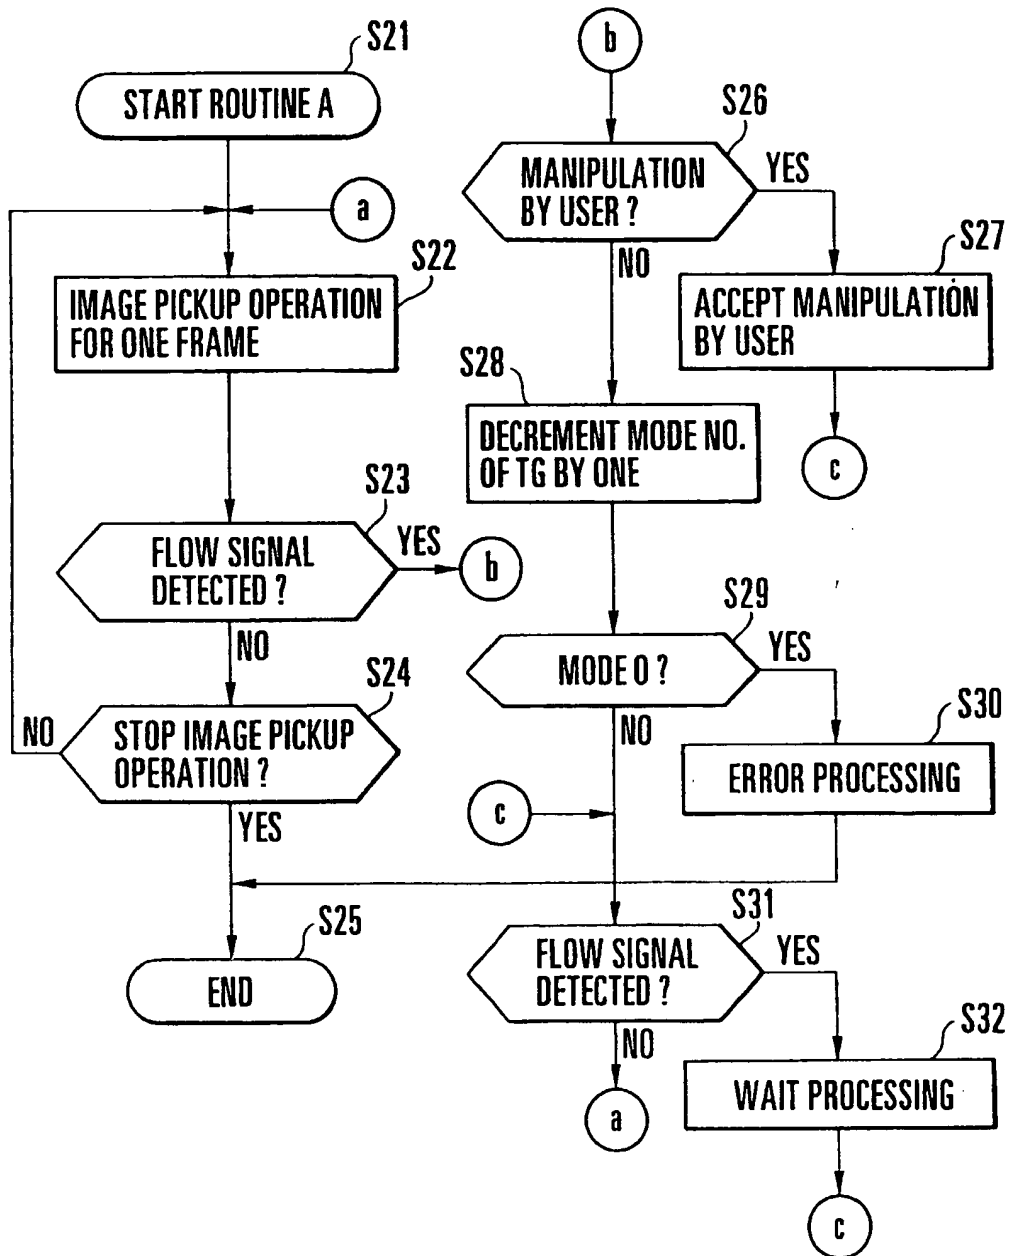 S21
START ROUTINE A
a
S22
IMAGE PICKUP OPERATION
FOR ONE FRAME
S23
FLOW SIGNAL
DETECTED ?
YES
b
NO
S24
STOP IMAGE PICKUP
OPERATION ?
NO
YES
S25
END
b
S26
MANIPULATION
BY USER ?
YES
NO
S27
ACCEPT MANIPULATION
BY USER
c
S28
DECREMENT MODE NO.
OF TG BY ONE
S29
MODE 0 ?
YES
NO
S30
ERROR PROCESSING
c
S31
FLOW SIGNAL
DETECTED ?
YES
NO
a
S32
WAIT PROCESSING
c